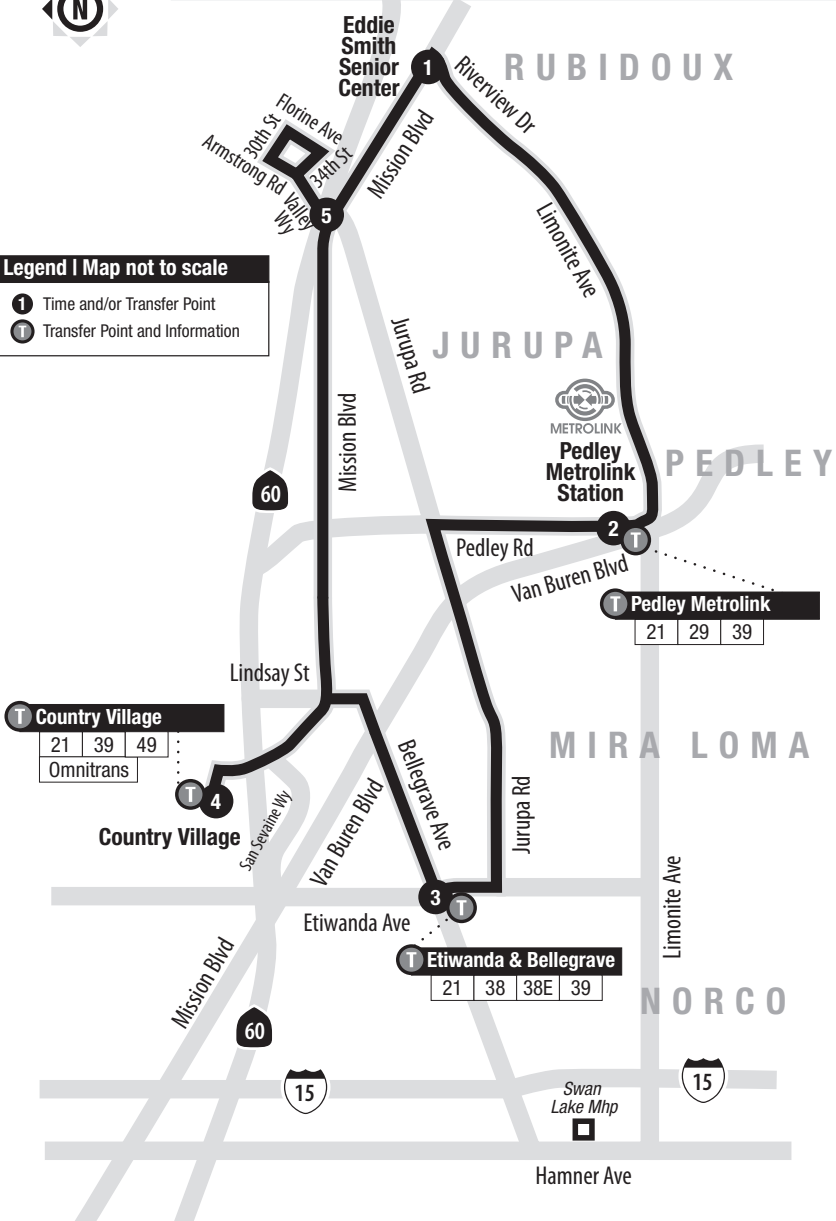 N
Eddie
Smith
Senior
Center
1
RUBIDOUX
Riverview Dr
Florine Ave
30th St
34th St
Armstrong Rd
Valley
Wy
Mission Blvd
5
Limonite Ave
Legend | Map not to scale
1 Time and/or Transfer Point
T Transfer Point and Information
Jurupa Rd
JURUPA
METROLINK
Pedley
Metrolink
Station
PEDLEY
Mission Blvd
60
2
T
Pedley Rd
Van Buren Blvd
T Pedley Metrolink
21 29 39
Lindsay St
T Country Village
21 39 49
Omnitrans
MIRA LOMA
T
4
Country Village
San Sevaine Wy
Van Buren Blvd
Bellegrave Ave
Jurupa Rd
3
T
Etiwanda Ave
Limonite Ave
T Etiwanda & Bellegrave
21 38 38E 39
NORCO
Mission Blvd
60
15
15
Swan
Lake Mhp
Hamner Ave